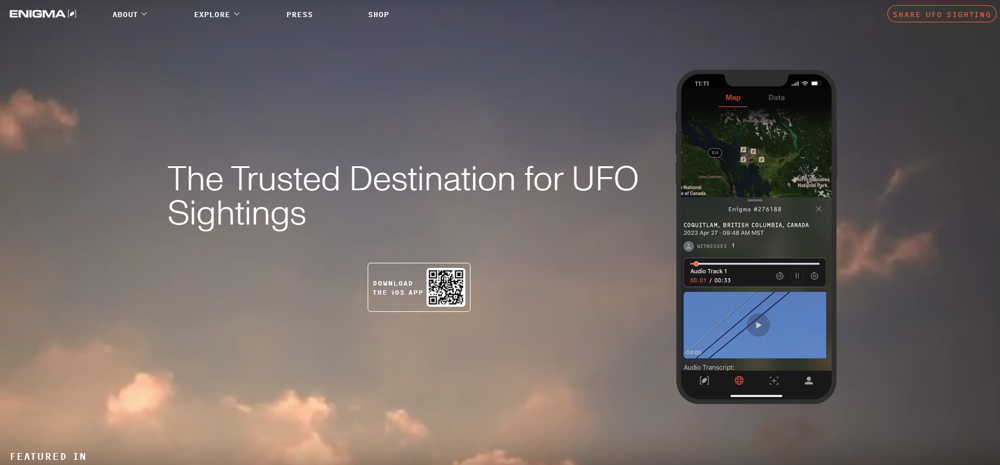 ENIGMA
ABOUT
EXPLORE
PRESS
SHOP
SHARE UFO SIGHTING
The Trusted Destination for UFO
Sightings
DOWNLOAD
THE iOS APP
11:11
Map
Data
Garibaldi
Provincial Park
104
Lake Cowichan
North Cascades
National Park
n National
e of Canada
Enigma #276188
COQUITLAM, BRITISH COLUMBIA, CANADA
2023 Apr 27 · 09:48 AM MST
WITNESSES 1
Audio Track 1
00:01 / 00:33
15
15
00:05
Audio Transcript:
FEATURED IN